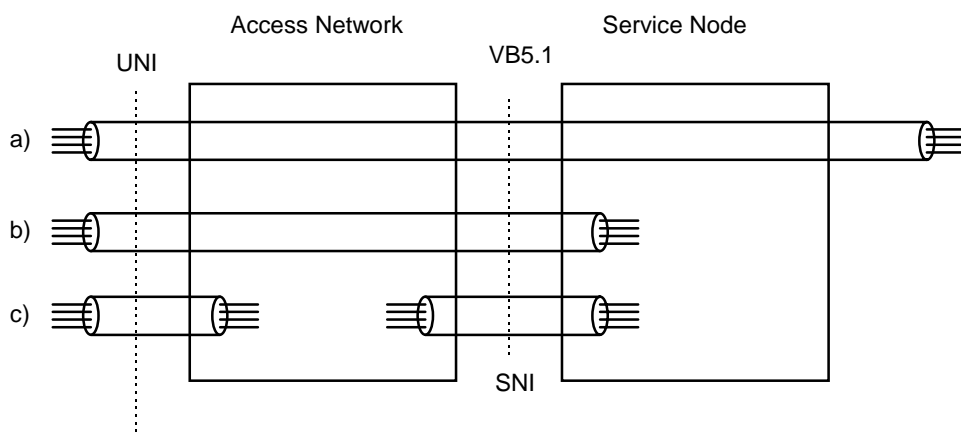 Access Network
Service Node
UNI
VB5.1
a)
b)
c)
SNI